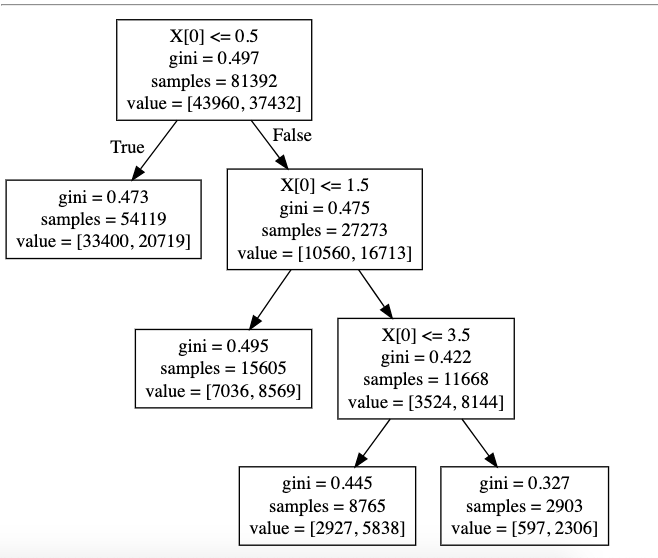 X[0] <= 0.5
gini = 0.497
samples = 81392
value = [43960, 37432]
True
False
gini = 0.473
samples = 54119
value = [33400, 20719]
X[0] <= 1.5
gini = 0.475
samples = 27273
value = [10560, 16713]
gini = 0.495
samples = 15605
value = [7036, 8569]
X[0] <= 3.5
gini = 0.422
samples = 11668
value = [3524, 8144]
gini = 0.445
samples = 8765
value = [2927, 5838]
gini = 0.327
samples = 2903
value = [597, 2306]